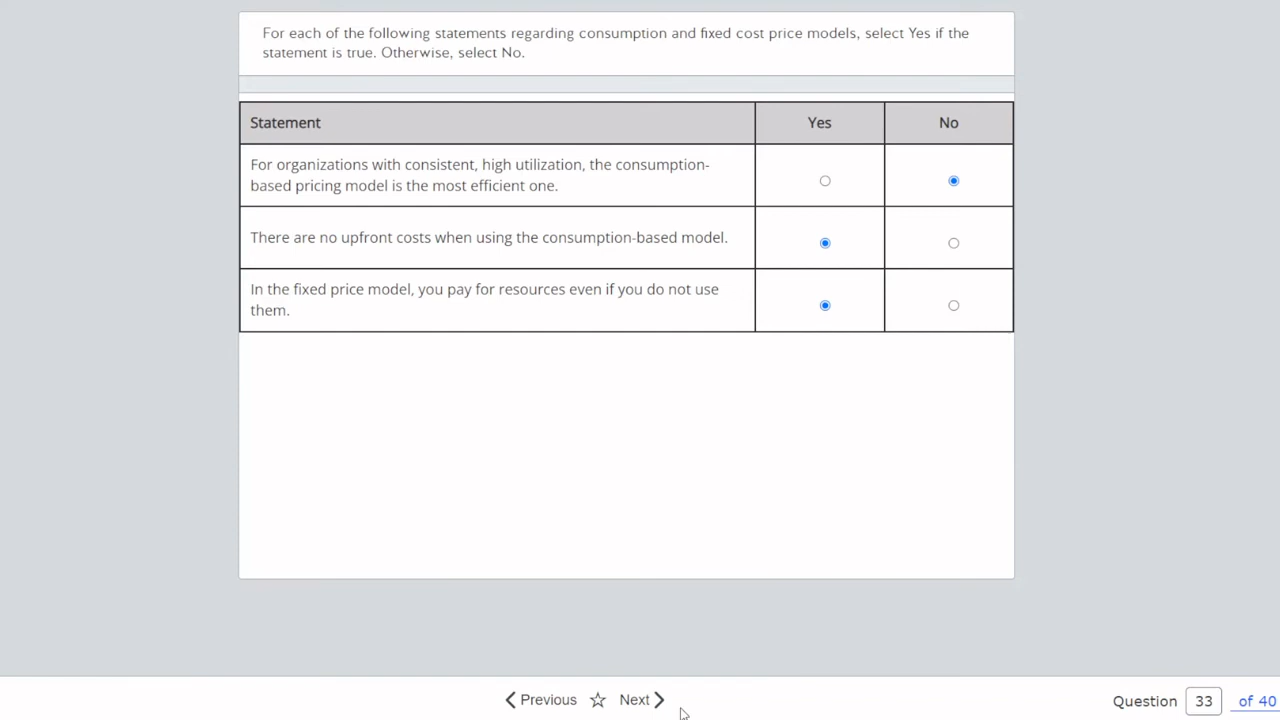 For each of the following statements regarding consumption and fixed cost price models, select Yes if the
statement is true. Otherwise, select No.
Statement
Yes
No
For organizations with consistent, high utilization, the consumption-
based pricing model is the most efficient one.
There are no upfront costs when using the consumption-based model.
In the fixed price model, you pay for resources even if you do not use
them.
Previous
Next
Question 33 of 40